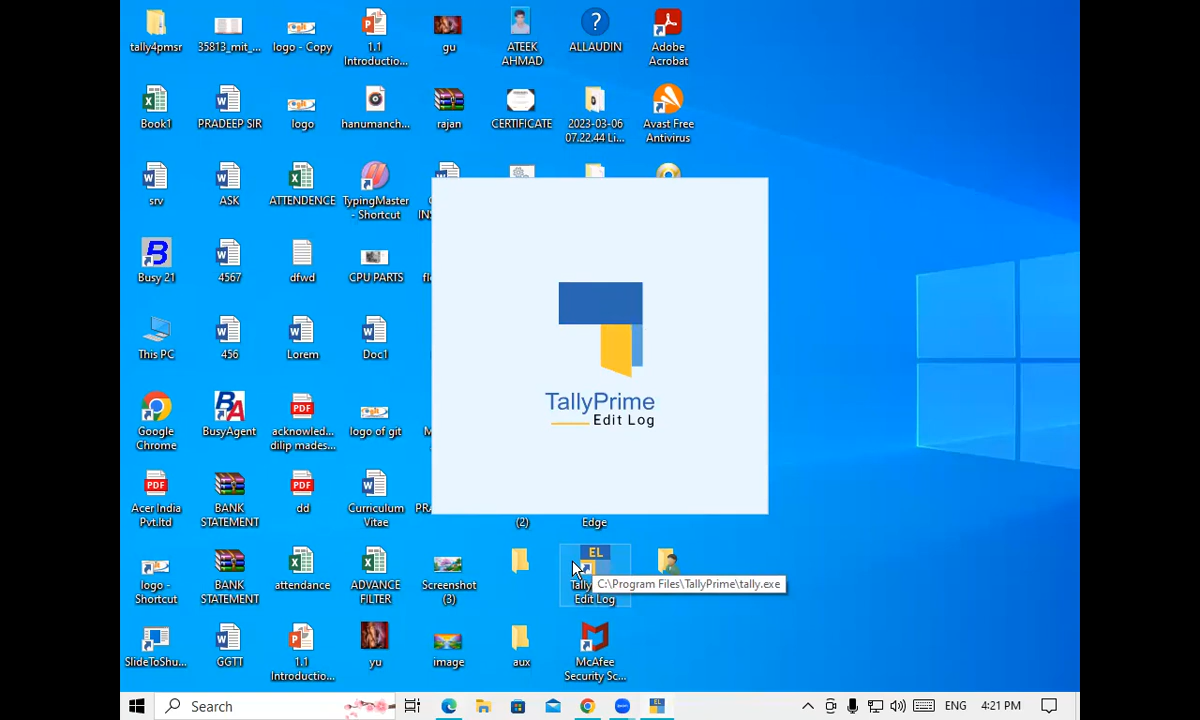 tally4pmsr
35813_mit_...
logo - Copy
1.1
Introductio...
gu
ATEEK
AHMAD
ALLAUDIN
Adobe
Acrobat
Book1
PRADEEP SIR
logo
hanumanch...
rajan
CERTIFICATE
2023-03-06
07.22.44 Li...
Avast Free
Antivirus
srv
ASK
ATTENDENCE
TypingMaster
- Shortcut
Busy 21
4567
dfwd
CPU PARTS
This PC
456
Lorem
Doc1
TallyPrime
Edit Log
Google
Chrome
BusyAgent
acknowled...
dilip mades...
logo of git
Acer India
Pvt.ltd
BANK
STATEMENT
dd
Curriculum
Vitae
(2)
Edge
logo -
Shortcut
BANK
STATEMENT
attendance
ADVANCE
FILTER
Screenshot
(3)
EL
Tally
Edit Log
C:\Program Files\TallyPrime\tally.exe
SlideToShu...
GGTT
1.1
Introductio...
yu
image
aux
McAfee
Security Sc...
Search
ENG
4:21 PM